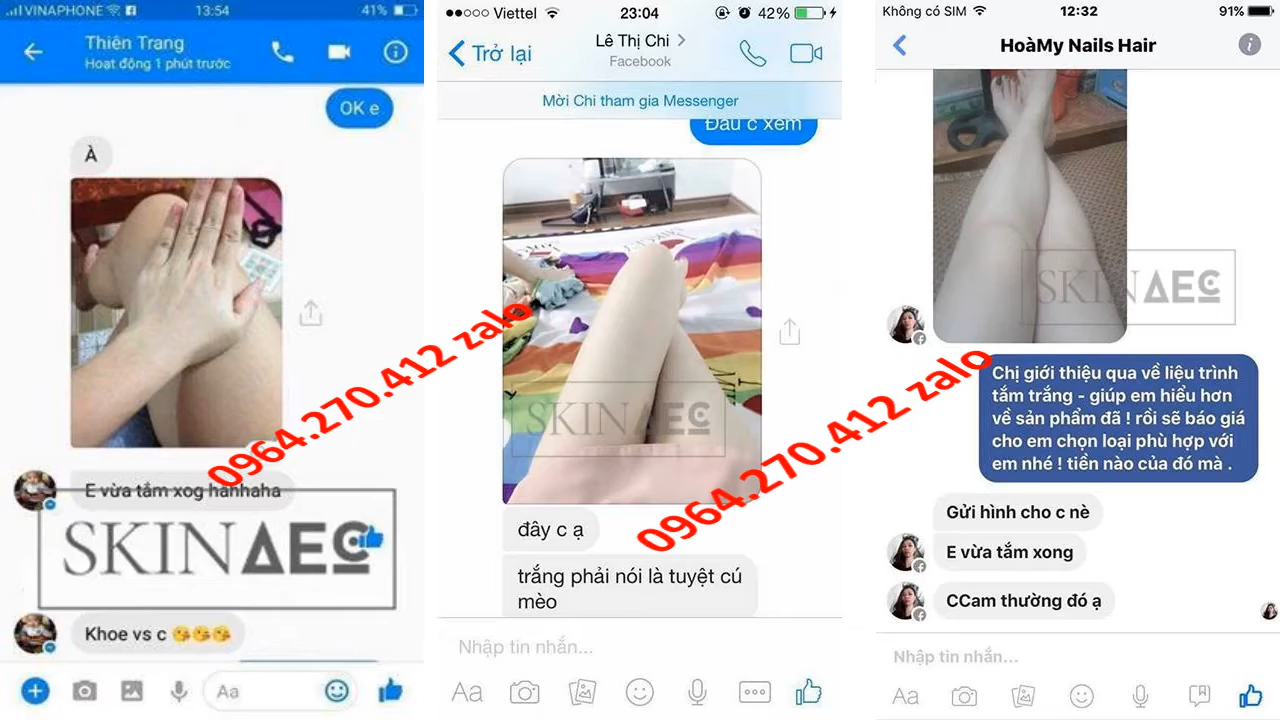 VINAPHONE
13:54
41%
Thiên Trang
Hoạt động 1 phút trước
OK e
À
E vừa tắm xog hahhaha
SKINAEC
Khoe vs c 😘😘😘
Aa
Viettel
23:04
42%
Trở lại
Lê Thị Chi
Facebook
Mời Chi tham gia Messenger
Đâu c xem
SKINAEC
đây c ạ
trắng phải nói là tuyệt cú
mèo
Nhập tin nhắn...
Aa
Không có SIM
12:32
91%
HoàMy Nails Hair
SKINAEC
Chị giới thiệu qua về liệu trình
tắm trắng - giúp em hiểu hơn
về sản phẩm đã ! rồi sẽ báo giá
cho em chọn loại phù hợp với
em nhé ! tiền nào của đó mà .
Gửi hình cho c nè
E vừa tắm xong
CCam thường đó ạ
Nhập tin nhắn...
Aa
0964.270.412 zalo
0964.270.412 zalo